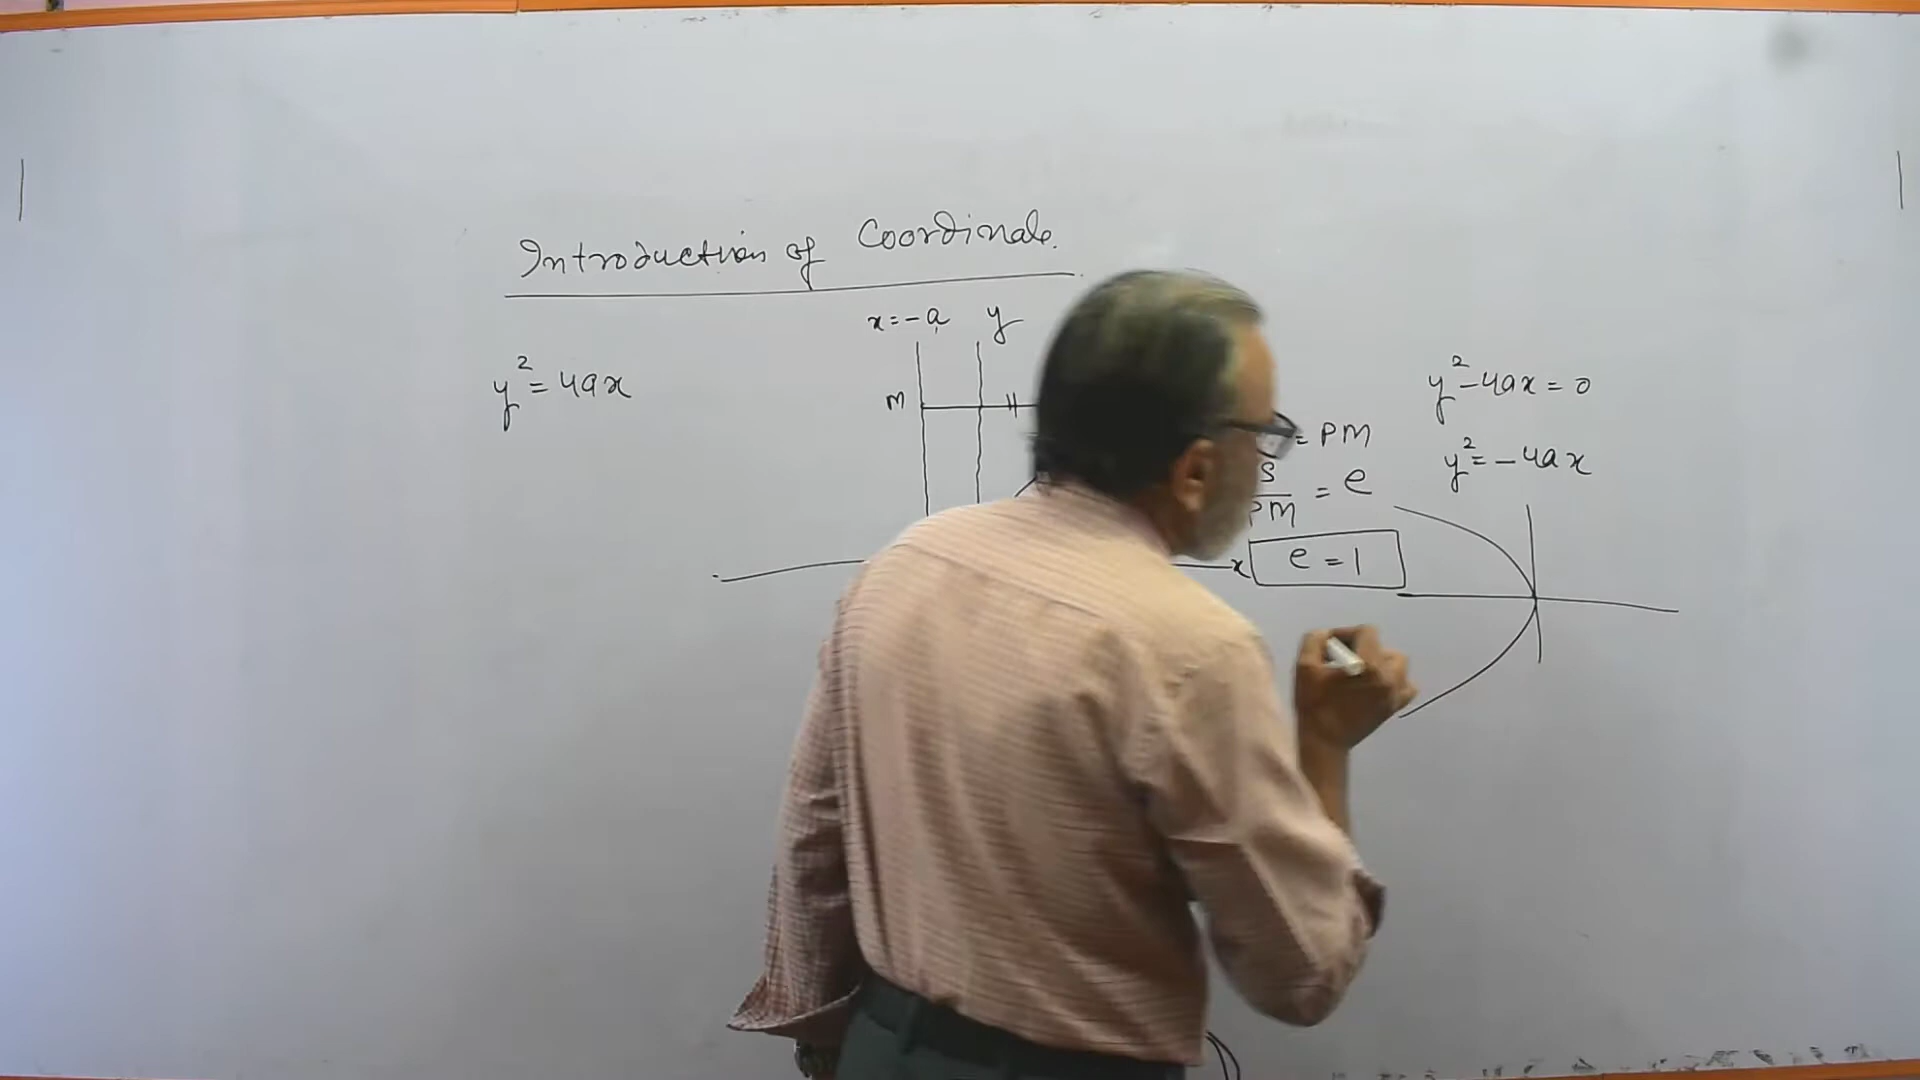 Introduction of Coordinate.
x=-a y
y²=4ax
M
= PM
S/PM = e
x
e=1
y²-4ax=0
y²=-4ax